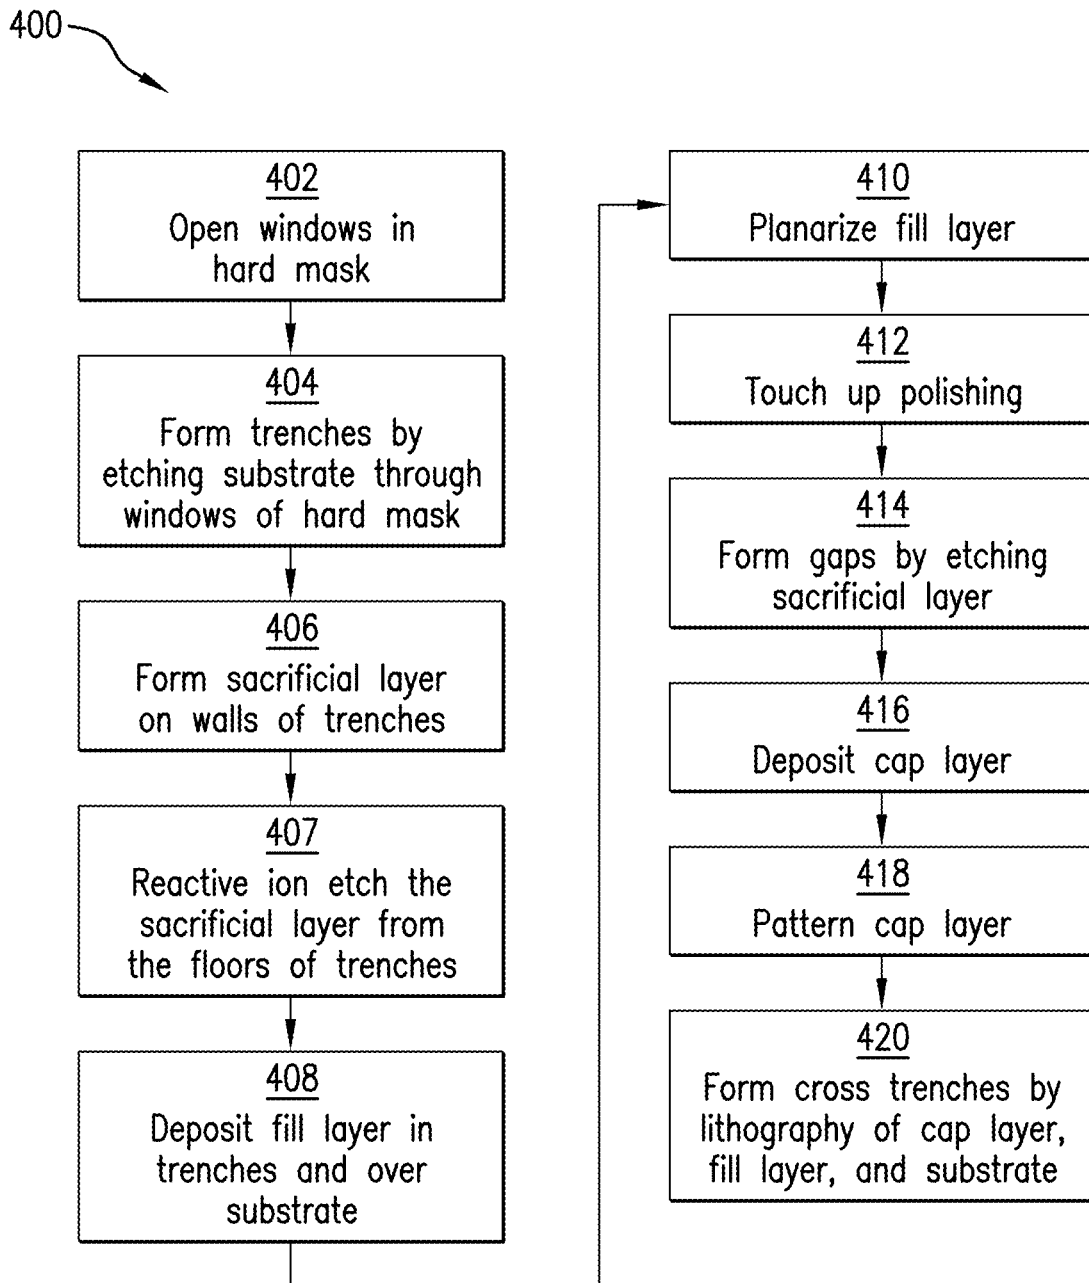 400
402
Open windows in
hard mask
404
Form trenches by
etching substrate through
windows of hard mask
406
Form sacrificial layer
on walls of trenches
407
Reactive ion etch the
sacrificial layer from
the floors of trenches
408
Deposit fill layer in
trenches and over
substrate
410
Planarize fill layer
412
Touch up polishing
414
Form gaps by etching
sacrificial layer
416
Deposit cap layer
418
Pattern cap layer
420
Form cross trenches by
lithography of cap layer,
fill layer, and substrate